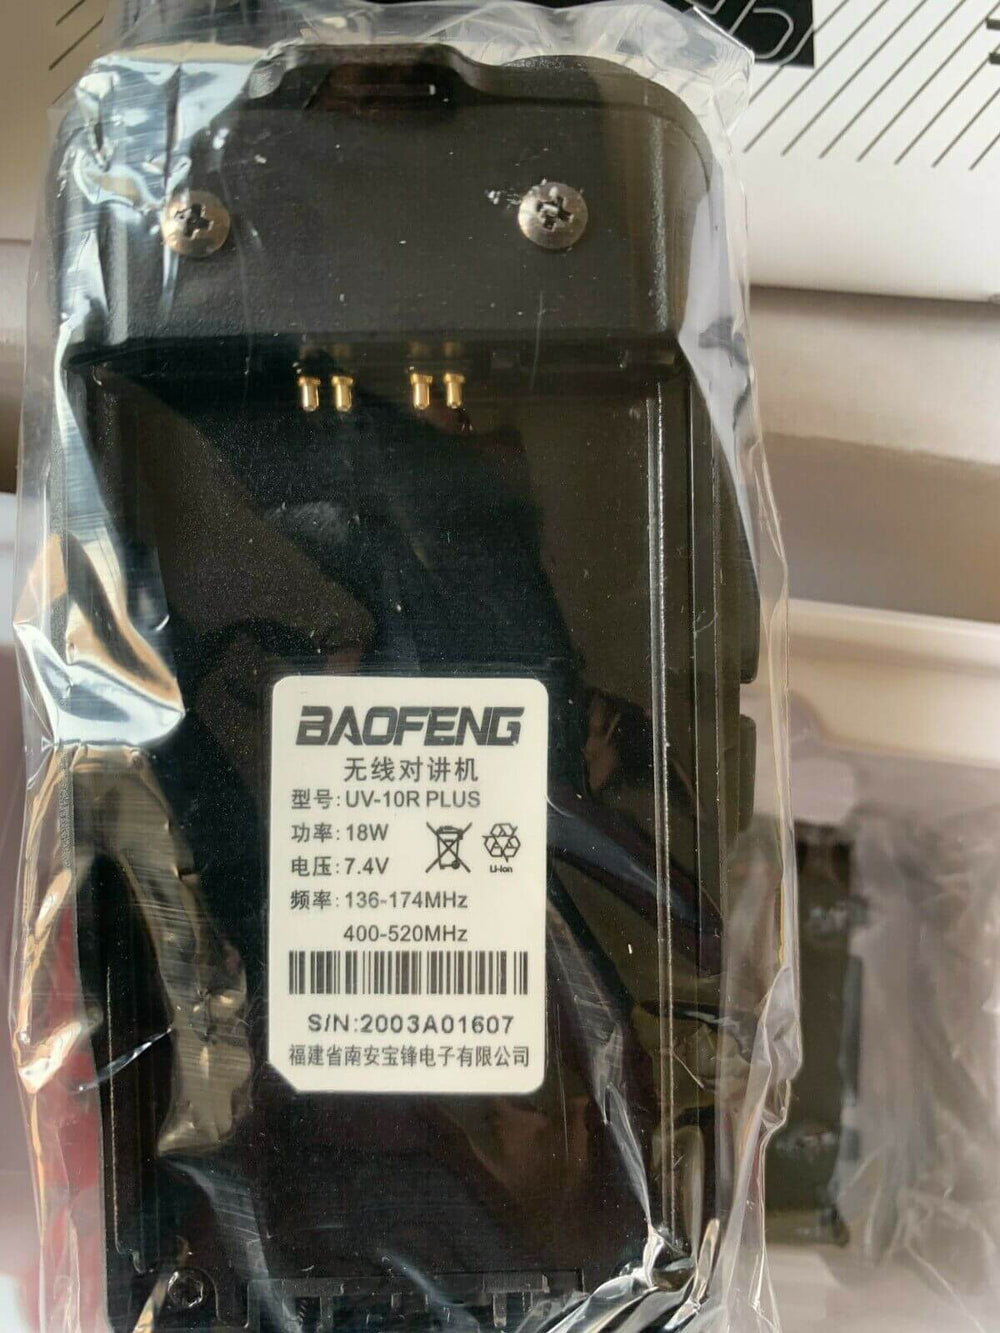 BAOFENG
无线对讲机
型号: UV-10R PLUS
功率: 18W
电压: 7.4V
Li-ion
频率: 136-174MHz
400-520MHz
S/N:2003A01607
福建省南安宝锋电子有限公司